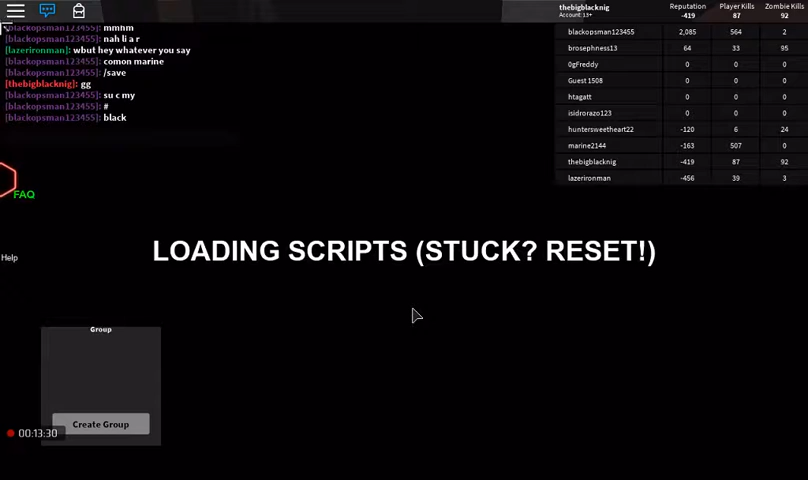 thebigblacknig
Account: 13+
Reputation
-419
Player Kills
87
Zombie Kills
92
[blackopsman123455]: mmhm
[blackopsman123455]: nah li a r
[lazerironman]: wbut hey whatever you say
[blackopsman123455]: comon marine
[blackopsman123455]: /save
[thebigblacknig]: gg
[blackopsman123455]: su c my
[blackopsman123455]: #
[blackopsman123455]: black
blackopsman123455 2,085 564 2
brosephness13 64 33 95
0gFreddy 0 0 0
Guest 1508 0 0 0
htagatt 0 0 0
isidrorazo123 0 0 0
huntersweetheart22 -120 6 24
marine2144 -163 507 0
thebigblacknig -419 87 92
lazerironman -456 39 3
FAQ
LOADING SCRIPTS (STUCK? RESET!)
Help
Group
Create Group
00:13:30